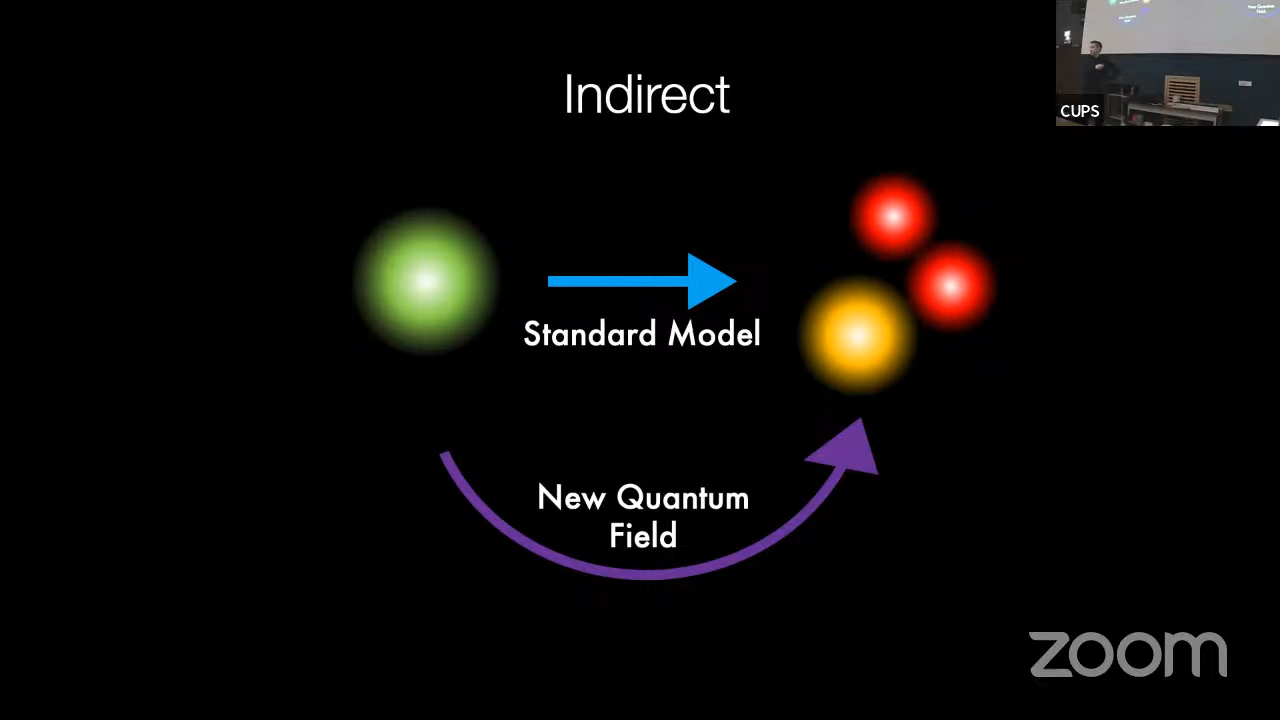 Indirect
CUPS
Standard Model
New Quantum
Field
zoom